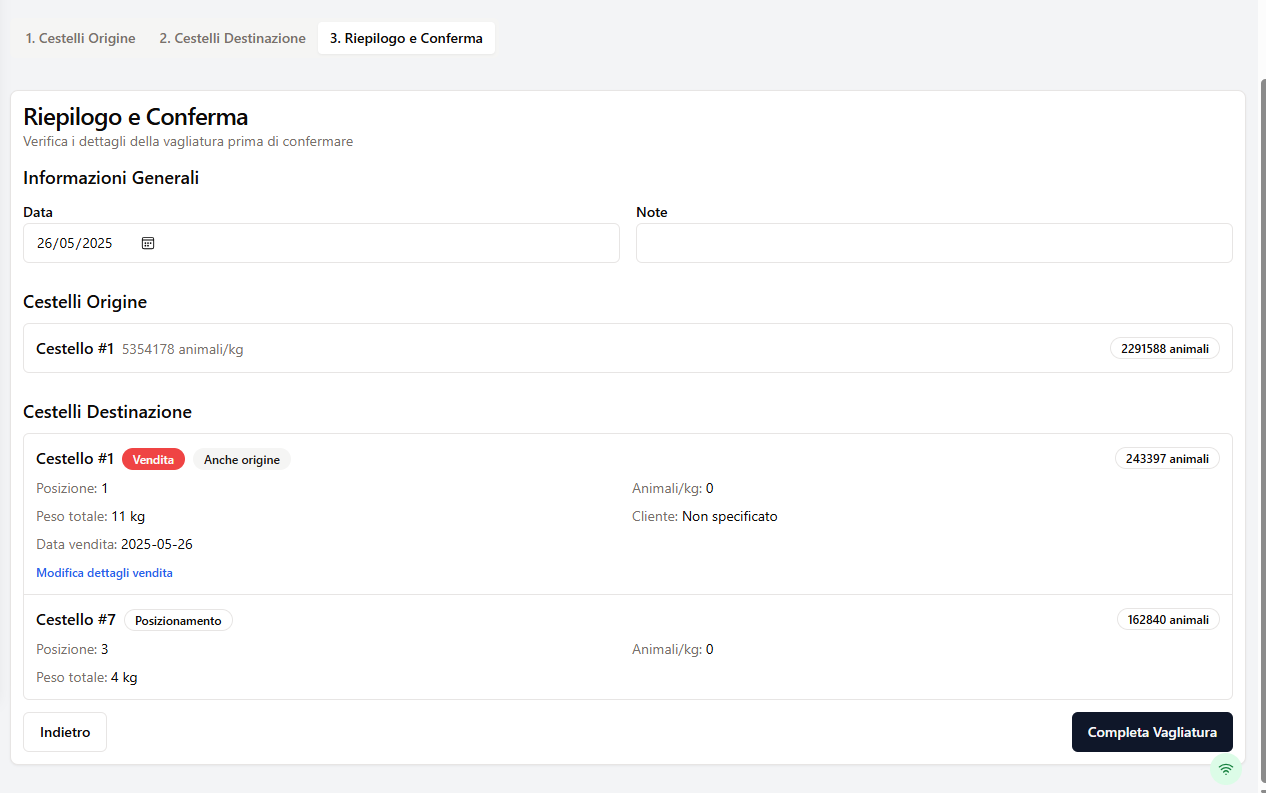 1. Cestelli Origine 2. Cestelli Destinazione 3. Riepilogo e Conferma
Riepilogo e Conferma
Verifica i dettagli della vagliatura prima di confermare
Informazioni Generali
Data Note
26/05/2025
Cestelli Origine
Cestello #1 5354178 animali/kg 2291588 animali
Cestelli Destinazione
Cestello #1 Vendita Anche origine 243397 animali
Posizione: 1 Animali/kg: 0
Peso totale: 11 kg Cliente: Non specificato
Data vendita: 2025-05-26
Modifica dettagli vendita
Cestello #7 Posizionamento 162840 animali
Posizione: 3 Animali/kg: 0
Peso totale: 4 kg
Indietro Completa Vagliatura